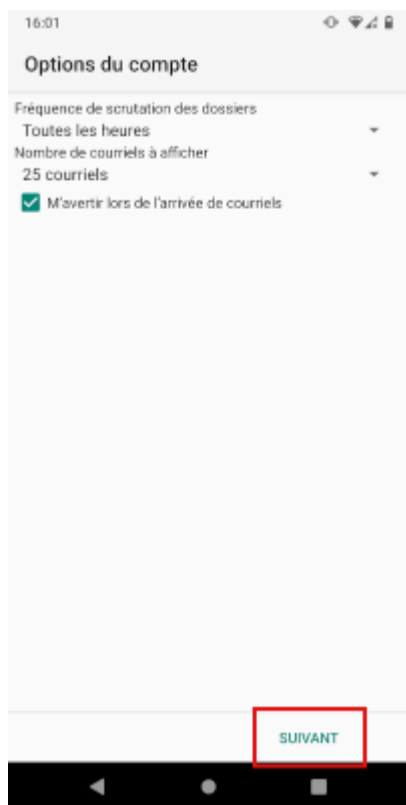 16:01
Options du compte
Fréquence de scrutation des dossiers
Toutes les heures
Nombre de courriels à afficher
25 courriels
M'avertir lors de l'arrivée de courriels
SUIVANT